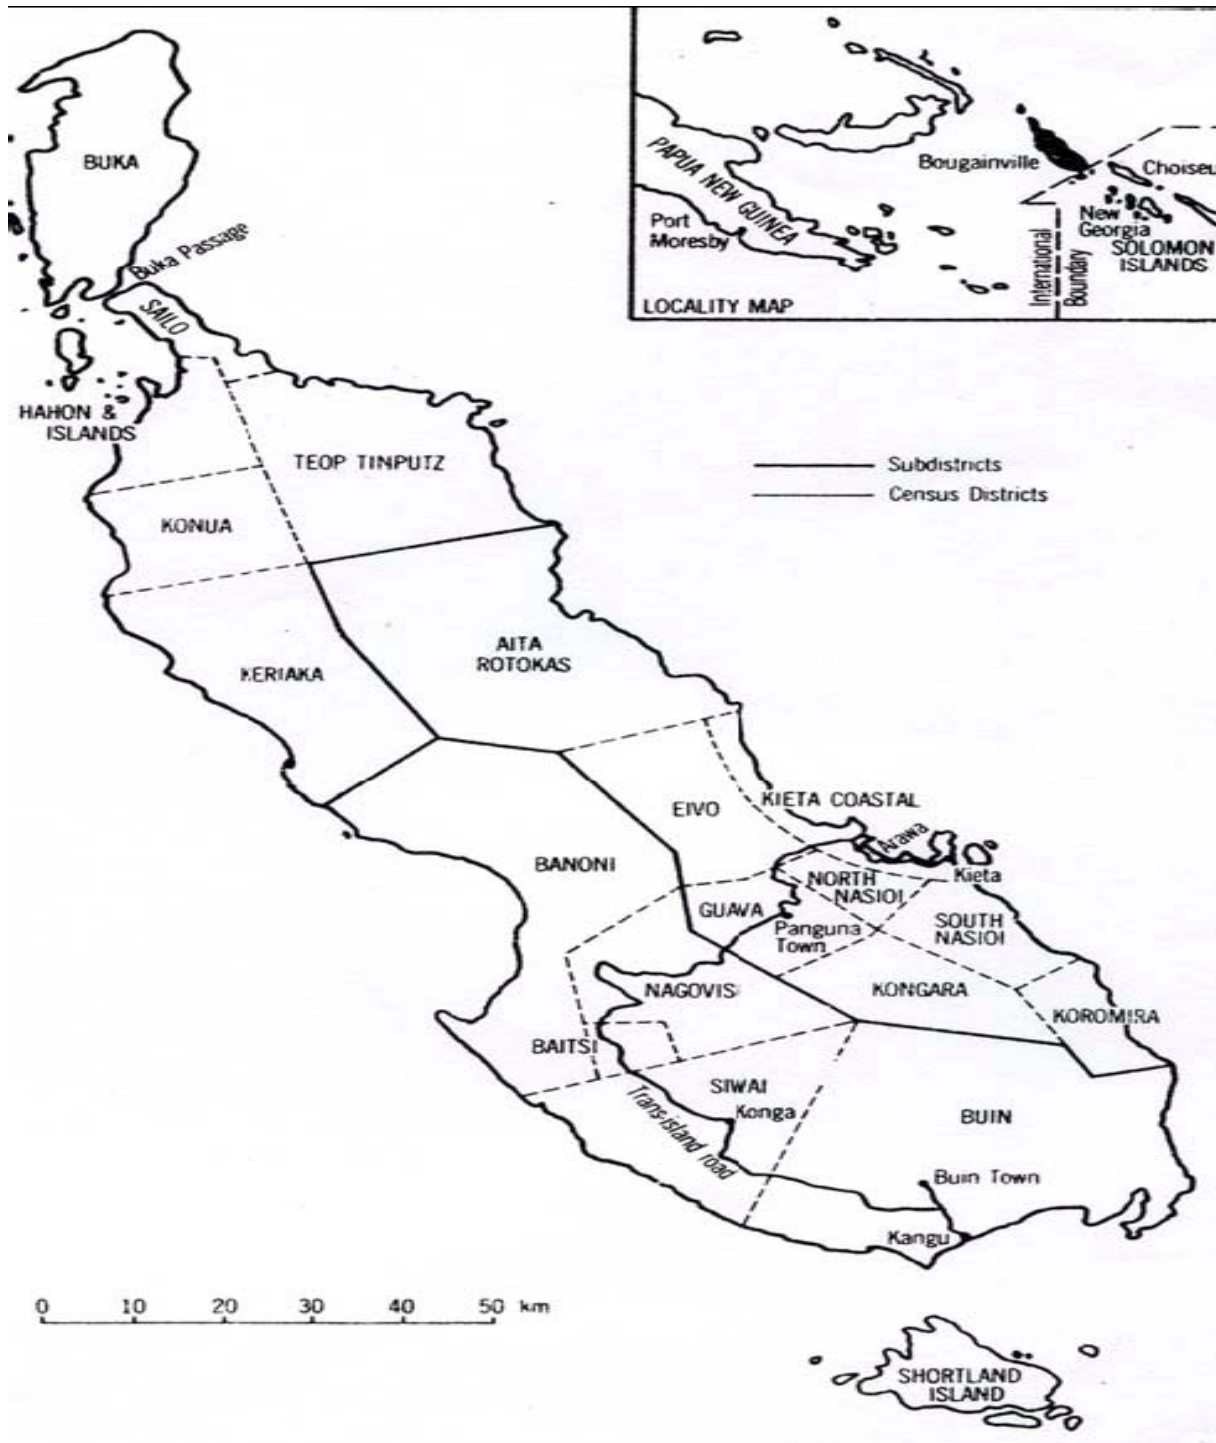 BUKA
Buka Passage
SAILO
HAHON &
ISLANDS
TEOP TINPUTZ
KONUA
KERIAKA
AITA
ROTOKAS
EIVO
KIETA COASTAL
Arawa
Kieta
BANONI
GUAVA
NORTH
NASIOI
Panguna
Town
SOUTH
NASIOI
NAGOVISI
KONGARA
KOROMIRA
BAITSI
SIWAI
Konga
Trans-island road
BUIN
Buin Town
Kangu
SHORTLAND
ISLAND
0 10 20 30 40 50 km
Subdistricts
Census Districts
PAPUA NEW GUINEA
Port
Moresby
LOCALITY MAP
Bougainville
Choiseu
New
Georgia
SOLOMON
ISLANDS
International
Boundary